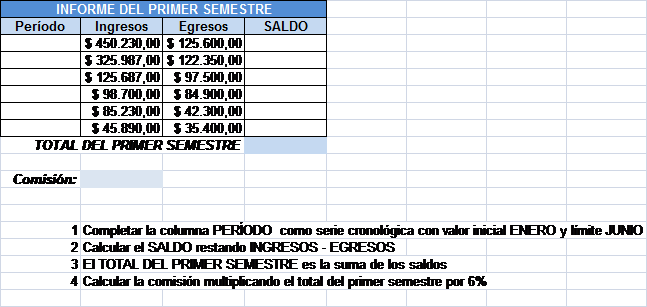 INFORME DEL PRIMER SEMESTRE
Período Ingresos Egresos SALDO
$ 450.230,00 $ 125.600,00
$ 325.987,00 $ 122.350,00
$ 125.687,00 $ 97.500,00
$ 98.700,00 $ 84.900,00
$ 85.230,00 $ 42.300,00
$ 45.890,00 $ 35.400,00
TOTAL DEL PRIMER SEMESTRE
Comisión:
1 Completar la columna PERÍODO como serie cronológica con valor inicial ENERO y límite JUNIO
2 Calcular el SALDO restando INGRESOS - EGRESOS
3 El TOTAL DEL PRIMER SEMESTRE es la suma de los saldos
4 Calcular la comisión multiplicando el total del primer semestre por 6%